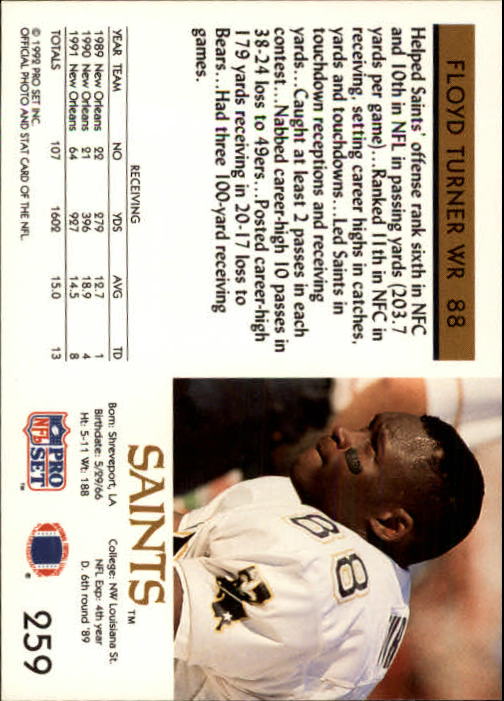 FLOYD TURNER WR 88
Helped Saints' offense rank sixth in NFC
and 10th in NFL in passing yards (203.7
yards per game)...Ranked 11th in NFC in
receiving, setting career highs in catches,
yards and touchdowns...Led Saints in
touchdown receptions and receiving
yards...Caught at least 2 passes in each
contest...Nabbed career-high 10 passes in
38-24 loss to 49ers...Posted career-high
179 yards receiving in 20-17 loss to
Bears...Had three 100-yard receiving
games.
RECEIVING
YEAR TEAM NO YDS AVG TD
1989 New Orleans 22 279 12.7 1
1990 New Orleans 21 396 18.9 4
1991 New Orleans 64 927 14.5 8
TOTALS 107 1602 15.0 13
© 1992 PRO SET INC.
OFFICIAL PHOTO AND STAT CARD OF THE NFL
88
SAINTS™
Born: Shreveport, LA
Birthdate: 5/29/66
Ht: 5-11 Wt: 188
College: NW Louisiana St.
NFL Exp: 4th year
D. 6th round '89
PRO
NFL
SET
™
259